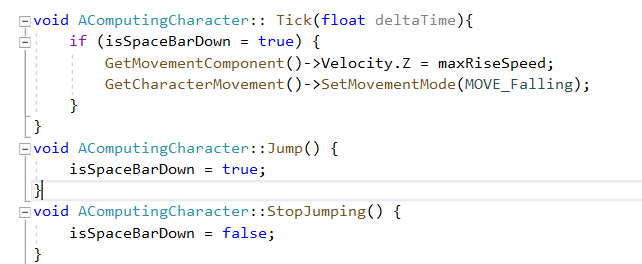 void AComputingCharacter:: Tick(float deltaTime){
if (isSpaceBarDown = true) {
GetMovementComponent()->Velocity.Z = maxRiseSpeed;
GetCharacterMovement()->SetMovementMode(MOVE_Falling);
}
}
void AComputingCharacter::Jump() {
isSpaceBarDown = true;
}
void AComputingCharacter::StopJumping() {
isSpaceBarDown = false;
}